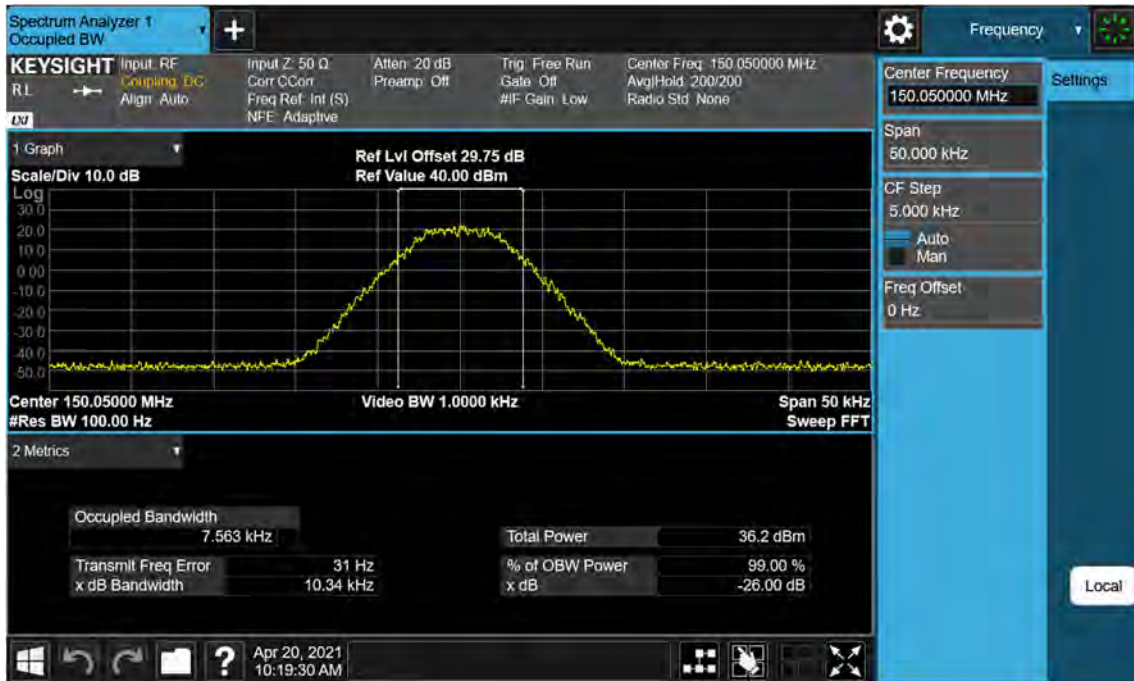 Spectrum Analyzer 1
Occupied BW
+
Frequency
KEYSIGHT
RL
LXI
Input: RF
Coupling: DC
Align: Auto
Input Z: 50 Ω
Corr CCorr
Freq Ref: Int (S)
NFE: Adaptive
Atten: 20 dB
Preamp: Off
Trig: Free Run
Gate: Off
#IF Gain: Low
Center Freq: 150.050000 MHz
Avg|Hold: 200/200
Radio Std: None
Center Frequency
150.050000 MHz
Settings
Span
50.000 kHz
CF Step
5.000 kHz
Auto
Man
Freq Offset
0 Hz
Local
1 Graph
Scale/Div 10.0 dB
Ref Lvl Offset 29.75 dB
Ref Value 40.00 dBm
Log
30.0
20.0
10.0
0.00
-10.0
-20.0
-30.0
-40.0
-50.0
Center 150.05000 MHz
#Res BW 100.00 Hz
Video BW 1.0000 kHz
Span 50 kHz
Sweep FFT
2 Metrics
Occupied Bandwidth
7.563 kHz
Total Power 36.2 dBm
Transmit Freq Error 31 Hz
% of OBW Power 99.00 %
x dB Bandwidth 10.34 kHz
x dB -26.00 dB
?
Apr 20, 2021
10:19:30 AM